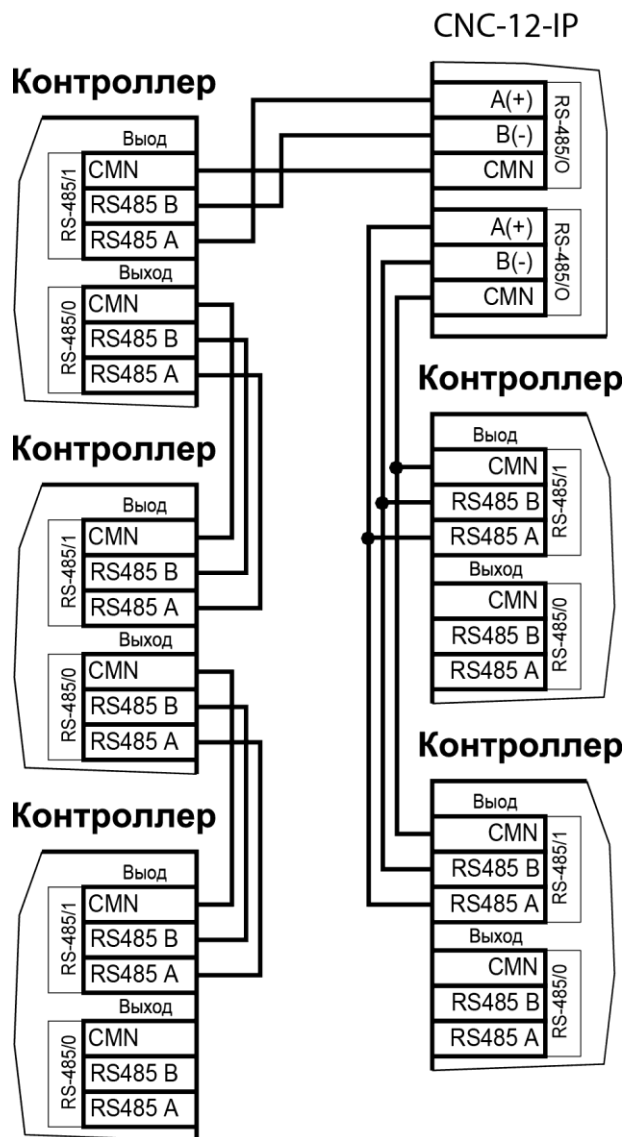 CNC-12-IP
A(+)
B(-)
CMN
RS-485/O
A(+)
B(-)
CMN
RS-485/O
Контроллер
Выод
CMN
RS485 B
RS485 A
RS-485/1
Выход
CMN
RS485 B
RS485 A
RS-485/0
Контроллер
Выод
CMN
RS485 B
RS485 A
RS-485/1
Выход
CMN
RS485 B
RS485 A
RS-485/0
Контроллер
Выод
CMN
RS485 B
RS485 A
RS-485/1
Выход
CMN
RS485 B
RS485 A
RS-485/0
Контроллер
Выод
CMN
RS485 B
RS485 A
RS-485/1
Выход
CMN
RS485 B
RS485 A
RS-485/0
Контроллер
Выод
CMN
RS485 B
RS485 A
RS-485/1
Выход
CMN
RS485 B
RS485 A
RS-485/0